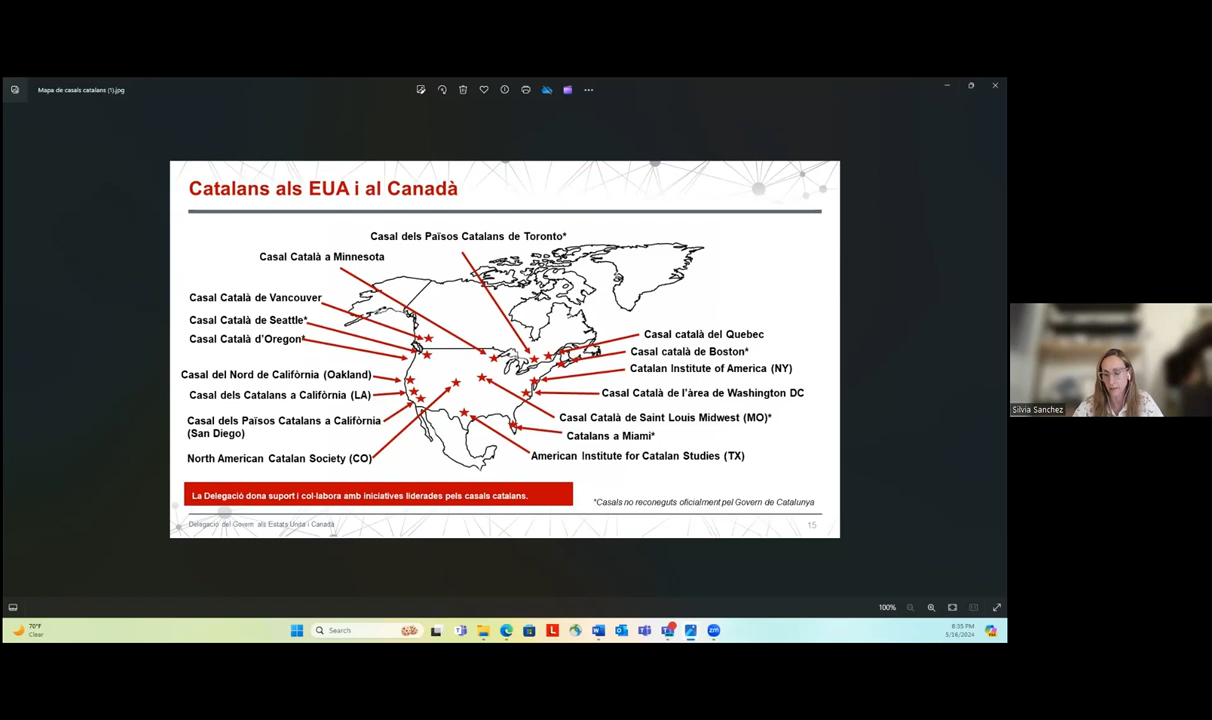 Mapa de casals catalans (1).jpg
Catalans als EUA i al Canadà
Casal dels Països Catalans de Toronto*
Casal Català a Minnesota
Casal Català de Vancouver
Casal Català de Seattle*
Casal Català d'Oregon*
Casal del Nord de Califòrnia (Oakland)
Casal dels Catalans a Califòrnia (LA)
Casal dels Països Catalans a Califòrnia
(San Diego)
North American Catalan Society (CO)
Casal català del Quebec
Casal català de Boston*
Catalan Institute of America (NY)
Casal Català de l'àrea de Washington DC
Casal Català de Saint Louis Midwest (MO)*
Catalans a Miami*
American Institute for Catalan Studies (TX)
La Delegació dona suport i col·labora amb iniciatives liderades pels casals catalans.
*Casals no reconeguts oficialment pel Govern de Catalunya
Delegació del Govern als Estats Units i Canadà
15
Silvia Sanchez
100%
70°F
Clear
Search
8:35 PM
5/16/2024